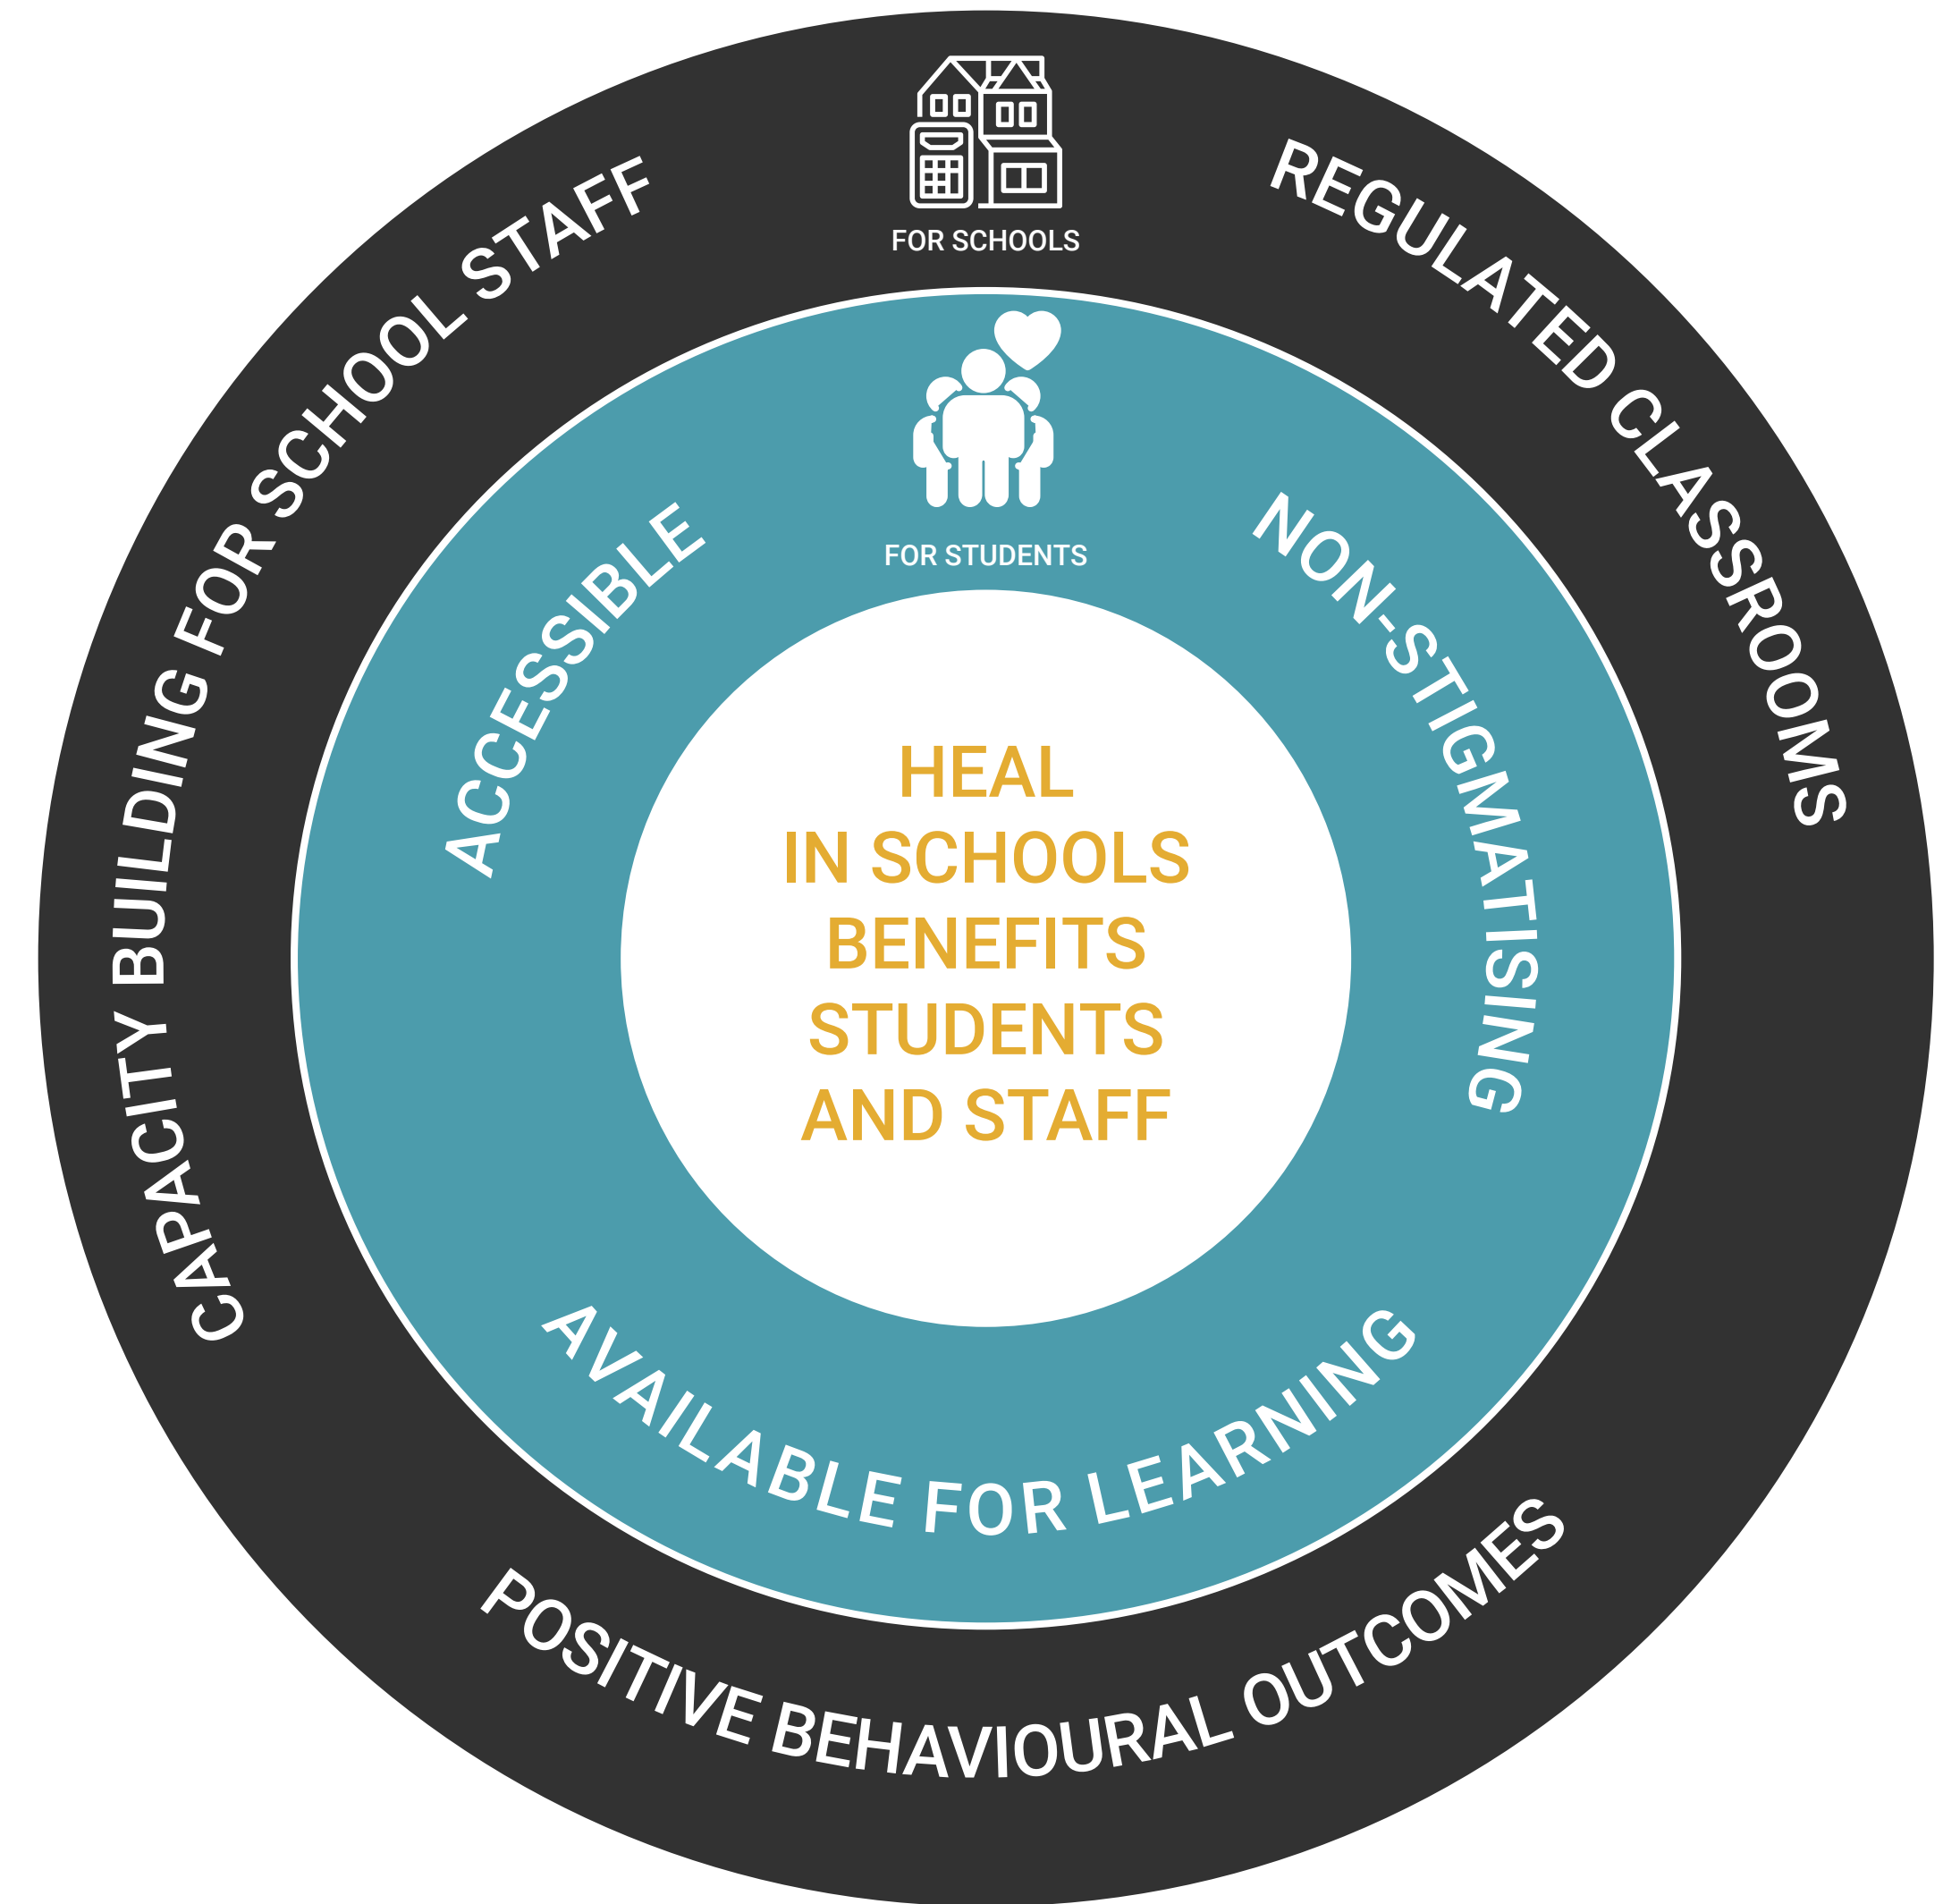 FOR SCHOOLS
CAPACITY BUILDING FOR SCHOOL STAFF
REGULATED CLASSROOMS
POSITIVE BEHAVIOURAL OUTCOMES
FOR STUDENTS
ACCESSIBLE
NON-STIGMATISING
AVAILABLE FOR LEARNING
HEAL
IN SCHOOLS
BENEFITS
STUDENTS
AND STAFF